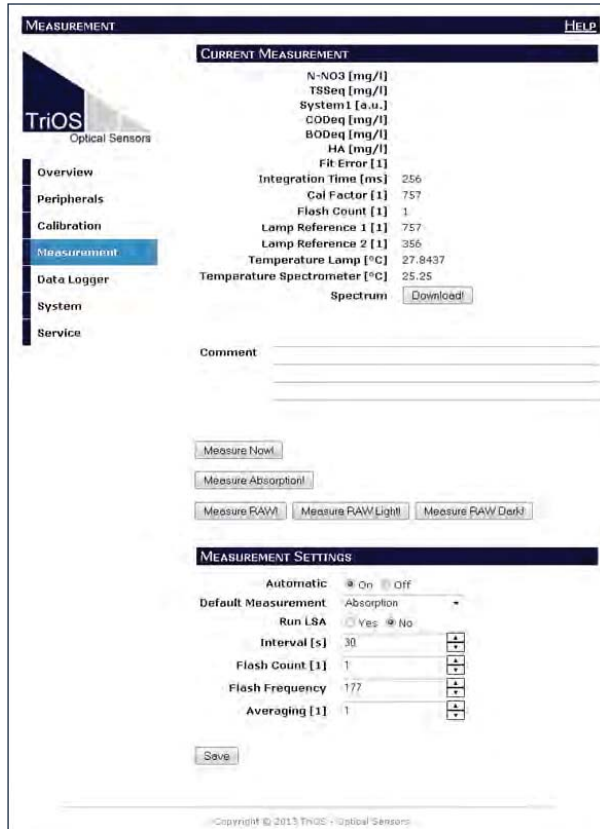 MEASUREMENT HELP
TriOS
Optical Sensors
Overview
Peripherals
Calibration
Measurement
Data Logger
System
Service
CURRENT MEASUREMENT
N-NO3 [mg/l]
TSSeq [mg/l]
System1 [a.u.]
CODeq [mg/l]
BODeq [mg/l]
HA [mg/l]
Fit Error [1]
Integration Time [ms] 256
Cal Factor [1] 757
Flash Count [1] 1
Lamp Reference 1 [1] 757
Lamp Reference 2 [1] 356
Temperature Lamp [°C] 27.8437
Temperature Spectrometer [°C] 25.25
Spectrum Download!
Comment
Measure Now!
Measure Absorption!
Measure RAW! Measure RAW Light! Measure RAW Dark!
MEASUREMENT SETTINGS
Automatic On Off
Default Measurement Absorption
Run LSA Yes No
Interval [s] 30
Flash Count [1] 1
Flash Frequency 177
Averaging [1] 1
Save
Copyright © 2013 TriOS - Optical Sensors